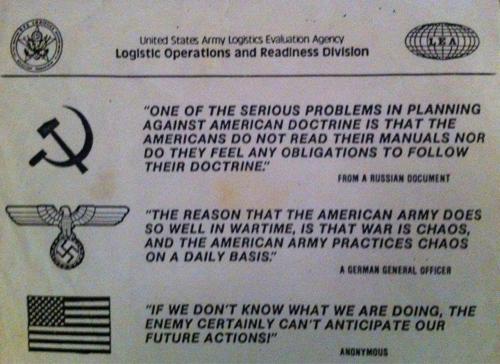 United States Army Logistics Evaluation Agency
Logistic Operations and Readiness Division
LEA
"ONE OF THE SERIOUS PROBLEMS IN PLANNING
AGAINST AMERICAN DOCTRINE IS THAT THE
AMERICANS DO NOT READ THEIR MANUALS NOR
DO THEY FEEL ANY OBLIGATIONS TO FOLLOW
THEIR DOCTRINE."
FROM A RUSSIAN DOCUMENT
"THE REASON THAT THE AMERICAN ARMY DOES
SO WELL IN WARTIME, IS THAT WAR IS CHAOS,
AND THE AMERICAN ARMY PRACTICES CHAOS
ON A DAILY BASIS."
A GERMAN GENERAL OFFICER
"IF WE DON'T KNOW WHAT WE ARE DOING, THE
ENEMY CERTAINLY CAN'T ANTICIPATE OUR
FUTURE ACTIONS!"
ANONYMOUS